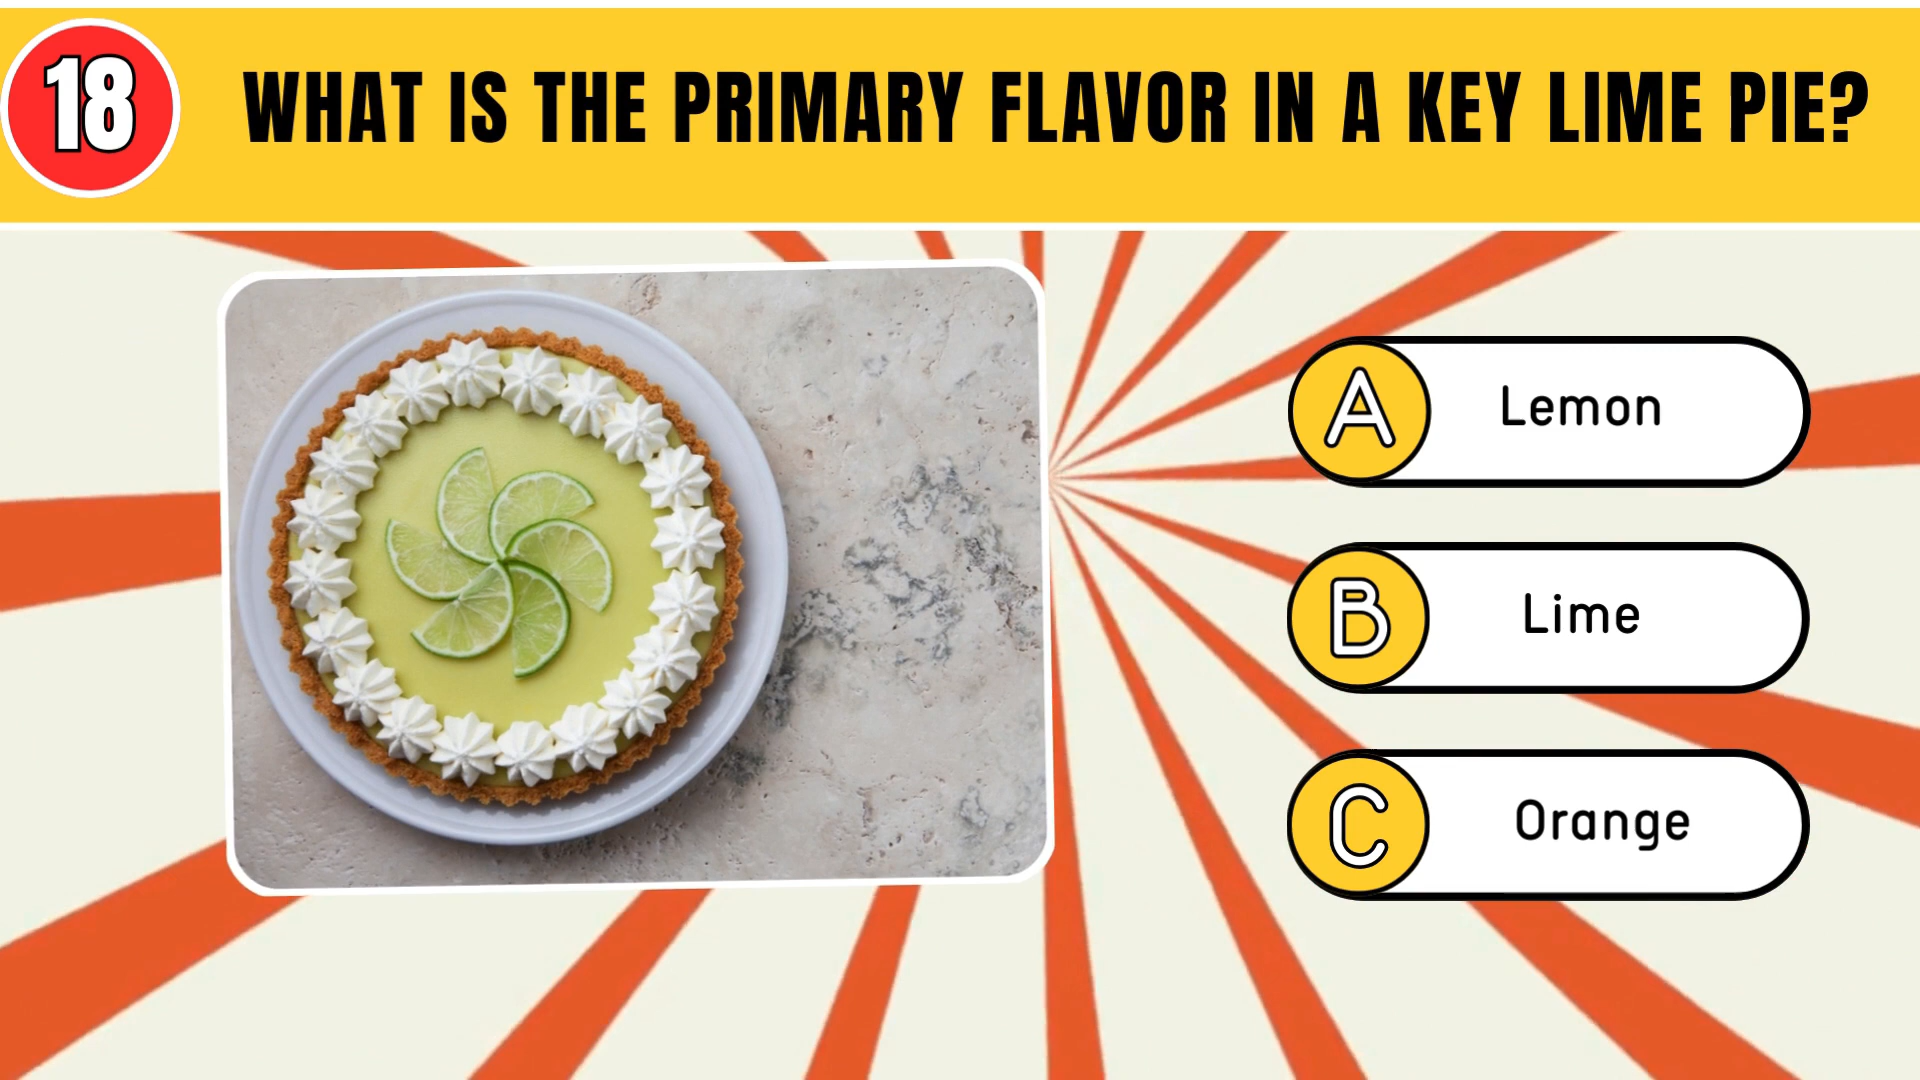 18
WHAT IS THE PRIMARY FLAVOR IN A KEY LIME PIE?
A Lemon
B Lime
C Orange